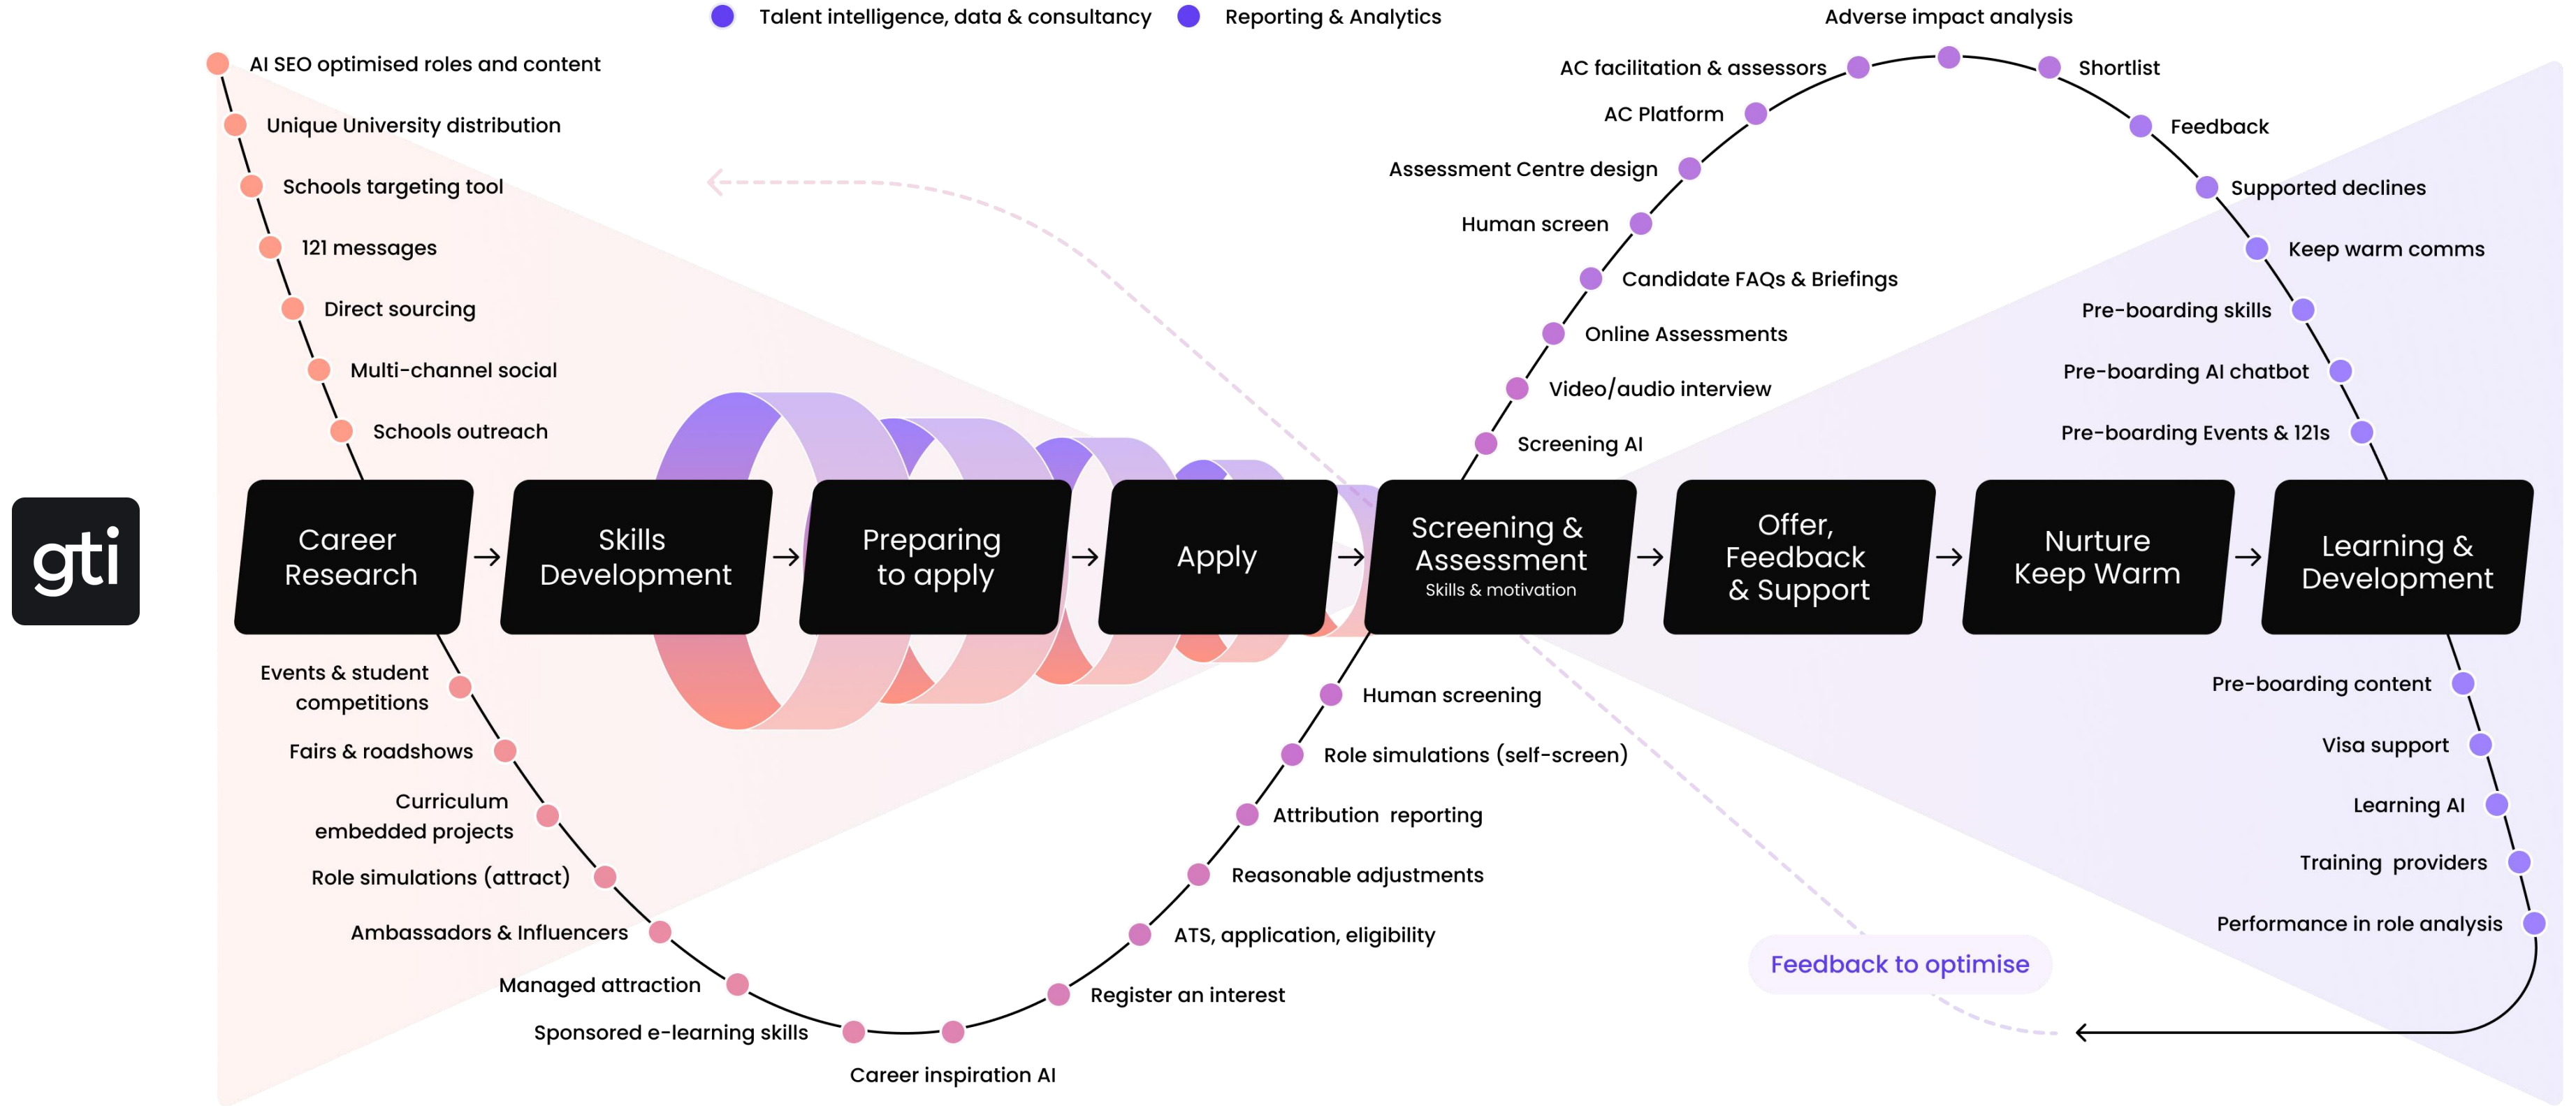 Talent intelligence, data & consultancy
Reporting & Analytics
AI SEO optimised roles and content
Unique University distribution
Schools targeting tool
121 messages
Direct sourcing
Multi-channel social
Schools outreach
gti
Career
Research
Skills
Development
Preparing
to apply
Apply
Screening &
Assessment
Skills & motivation
Offer,
Feedback
& Support
Nurture
Keep Warm
Learning &
Development
Events & student
competitions
Fairs & roadshows
Curriculum
embedded projects
Role simulations (attract)
Ambassadors & Influencers
Managed attraction
Sponsored e-learning skills
Career inspiration AI
Register an interest
ATS, application, eligibility
Reasonable adjustments
Attribution reporting
Role simulations (self-screen)
Human screening
Screening AI
Video/audio interview
Online Assessments
Candidate FAQs & Briefings
Human screen
Assessment Centre design
AC Platform
AC facilitation & assessors
Adverse impact analysis
Shortlist
Feedback
Supported declines
Keep warm comms
Pre-boarding skills
Pre-boarding AI chatbot
Pre-boarding Events & 121s
Pre-boarding content
Visa support
Learning AI
Training providers
Performance in role analysis
Feedback to optimise